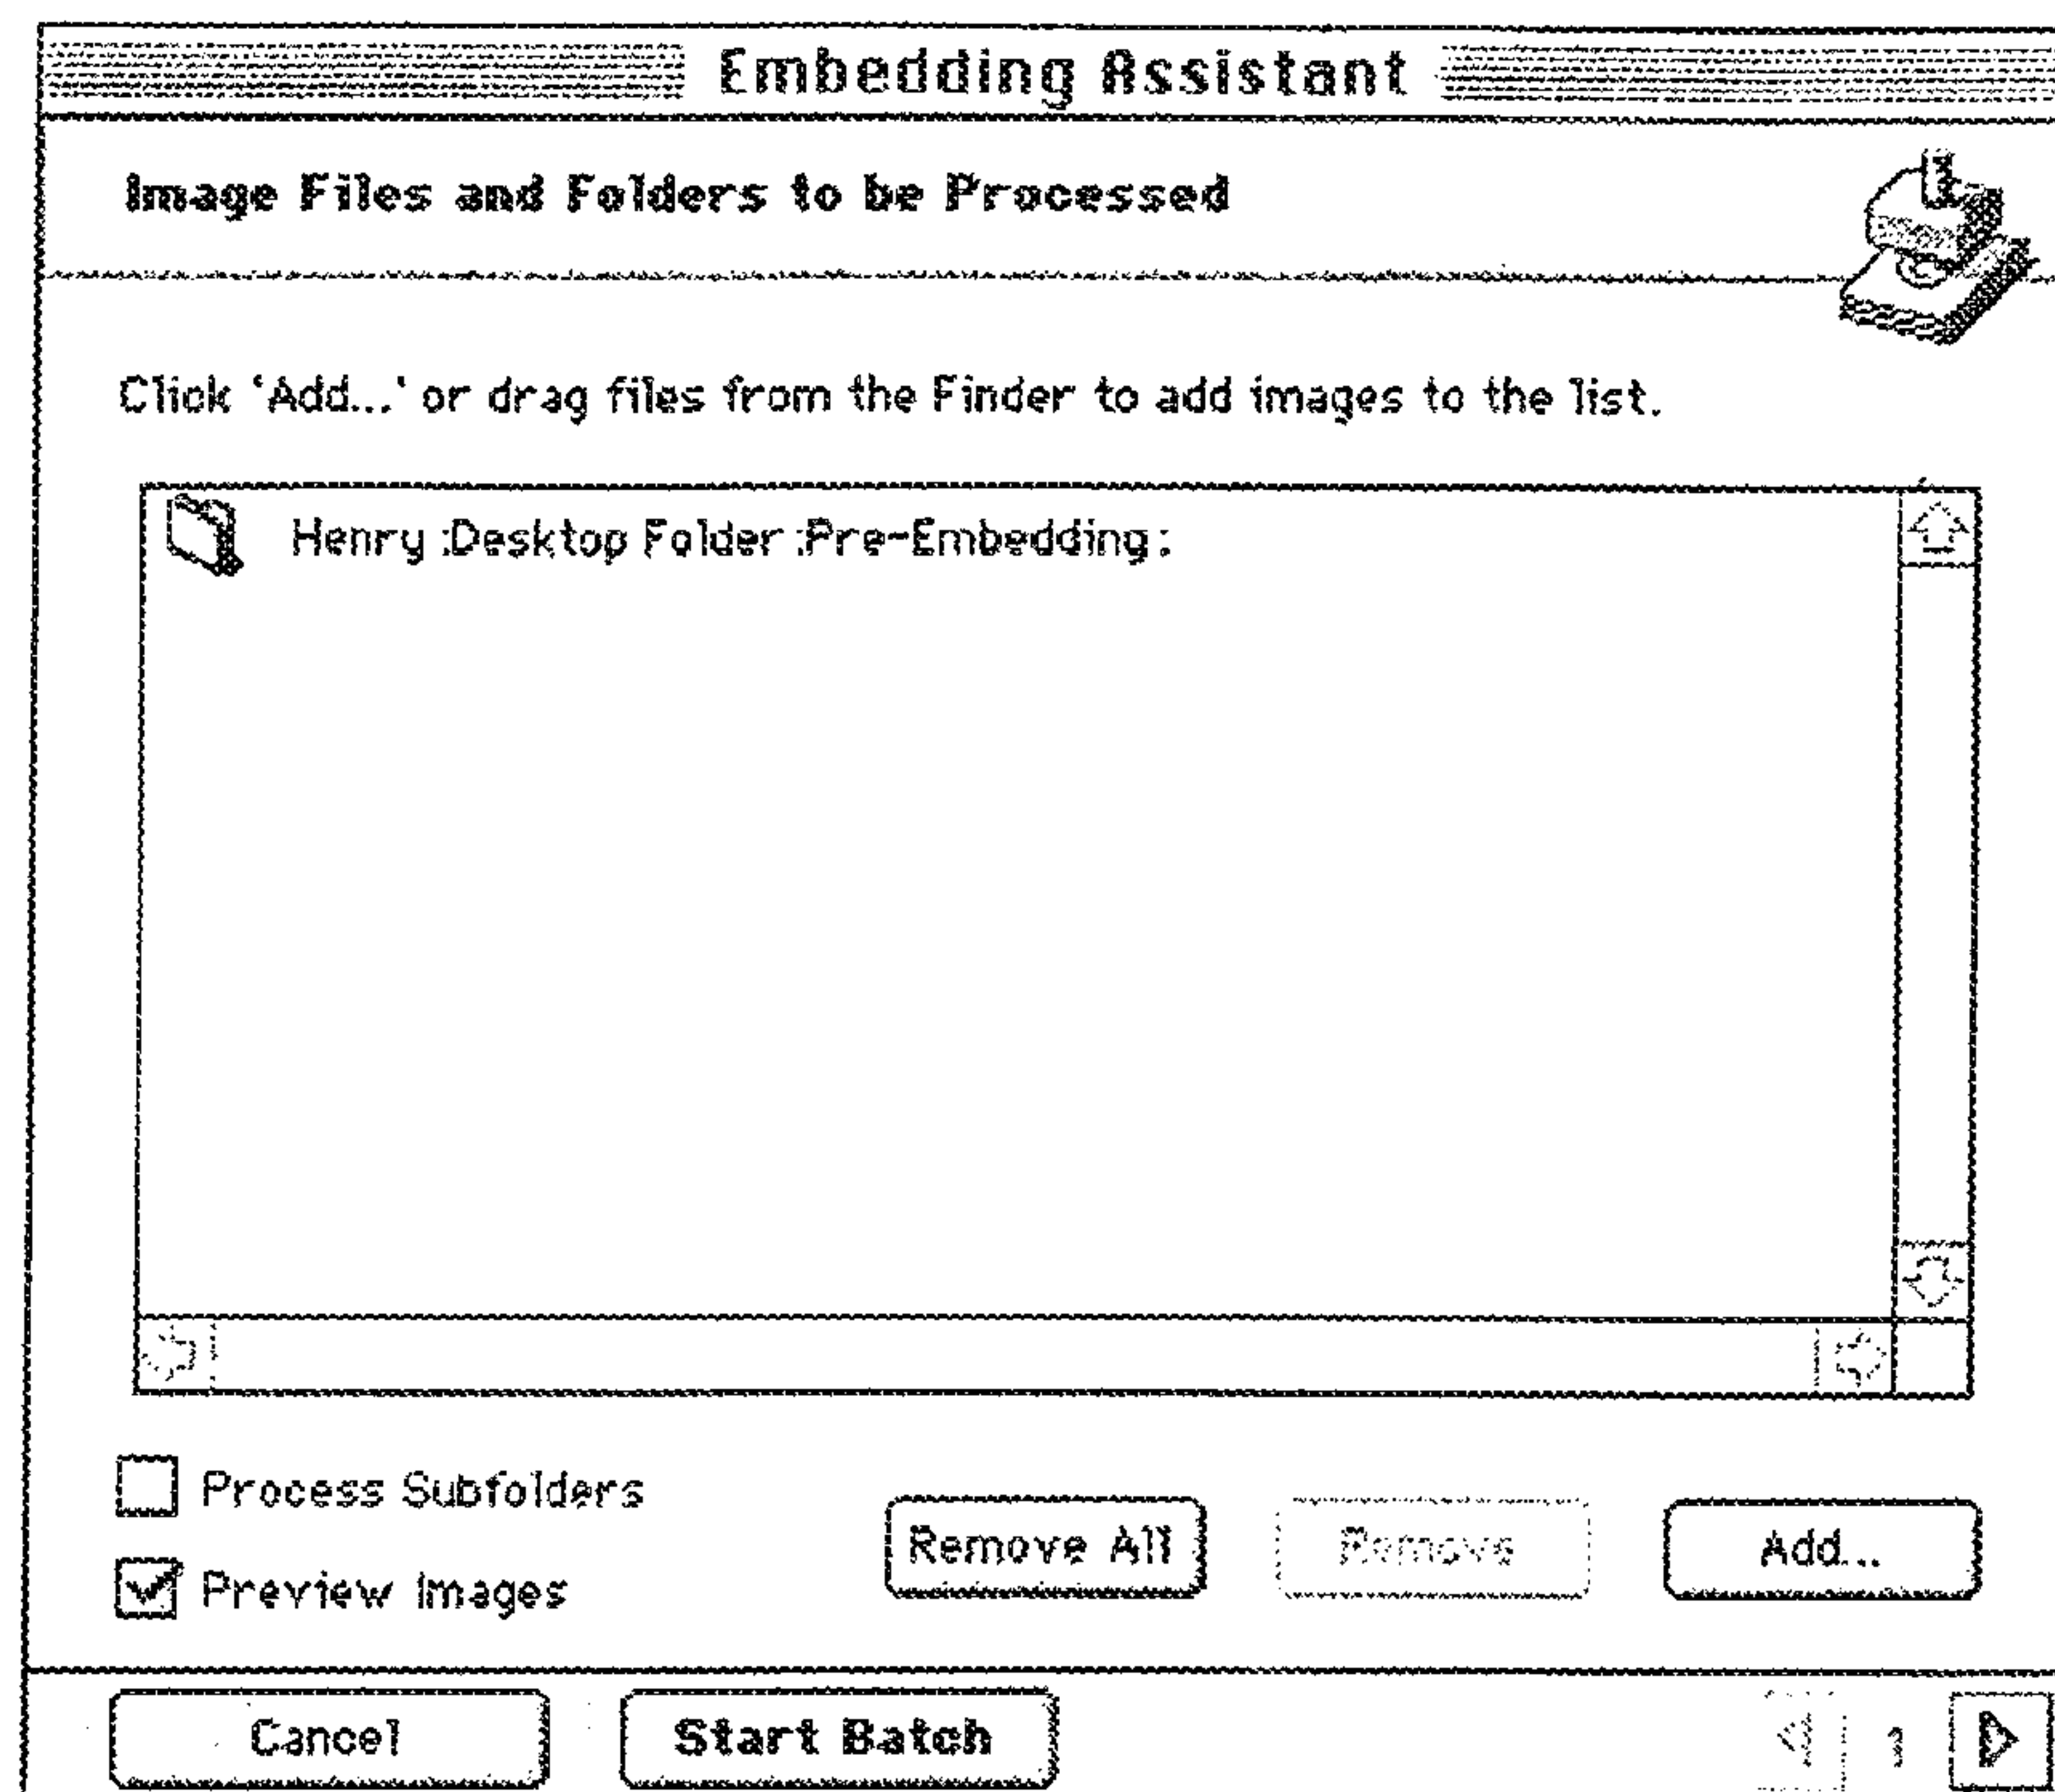 Embedding Assistant
Image Files and Folders to be Processed
Click 'Add...' or drag files from the Finder to add images to the list.
Henry :Desktop Folder :Pre-Embedding :
Process Subfolders
Preview Images
Remove All
Remove
Add...
Cancel
Start Batch
1